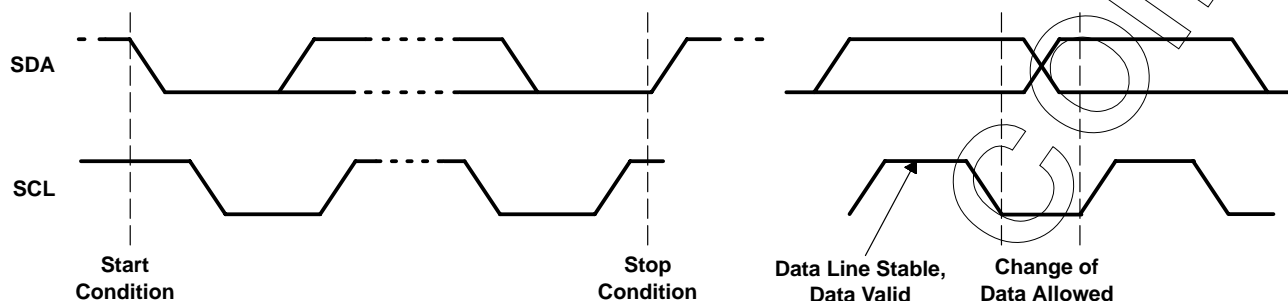 SDA
SCL
Start
Condition
Stop
Condition
Data Line Stable,
Data Valid
Change of
Data Allowed